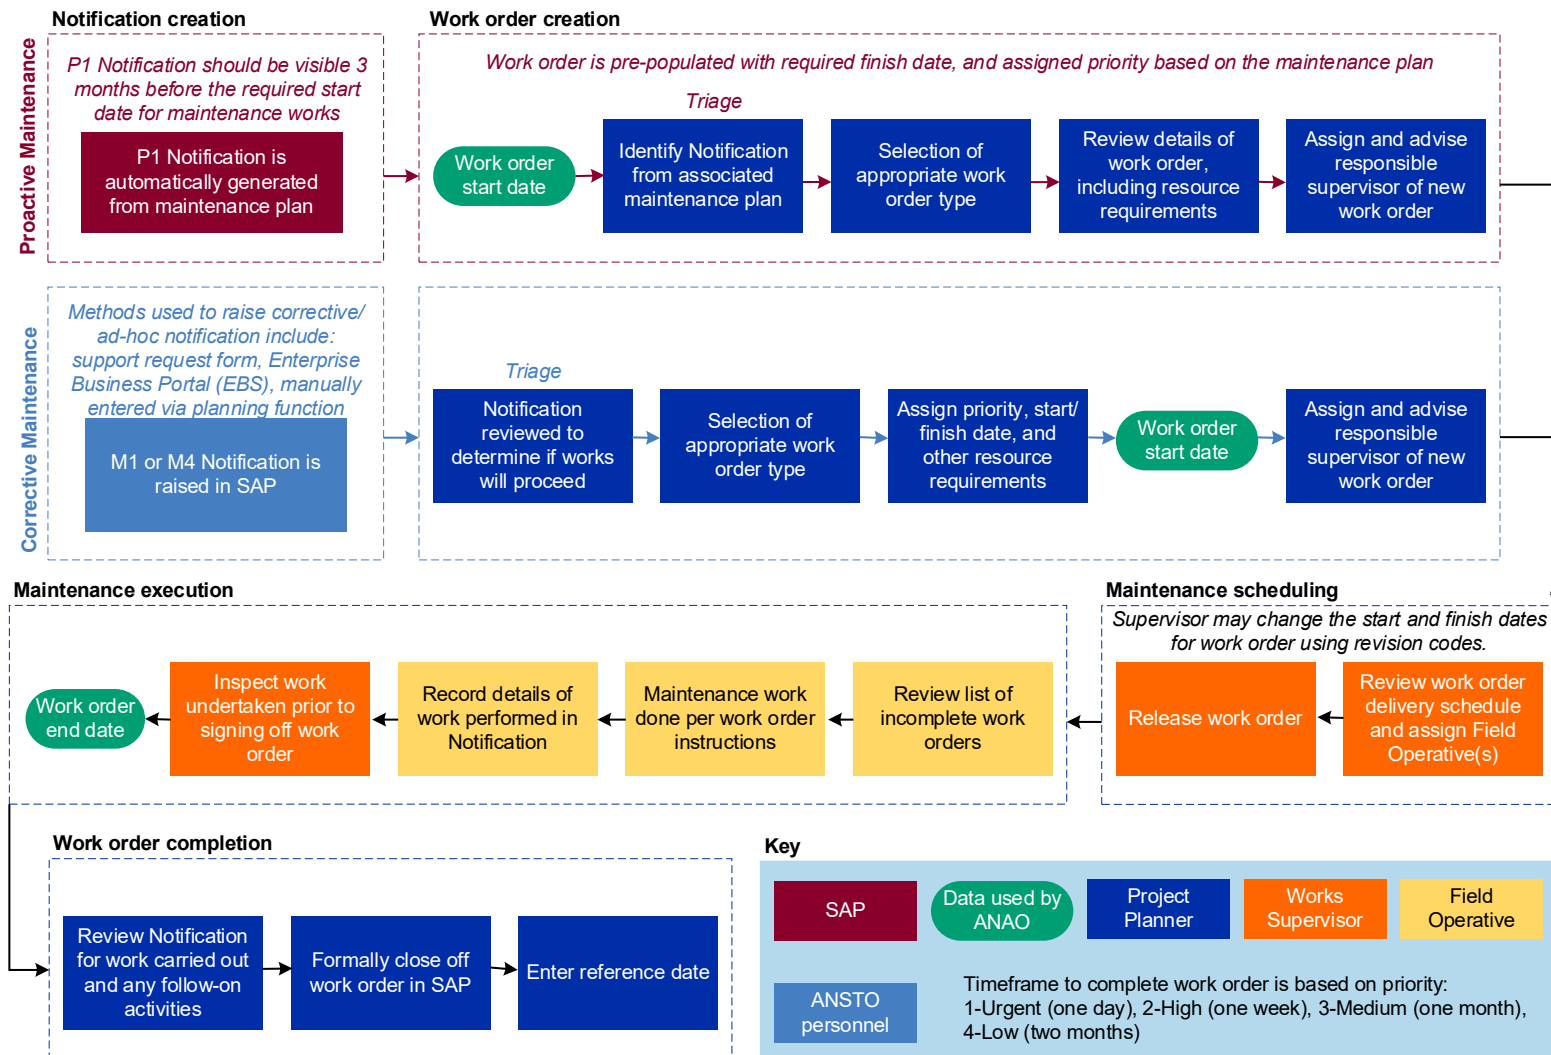 Notification creation
Work order creation
Proactive Maintenance
P1 Notification should be visible 3
months before the required start
date for maintenance works
P1 Notification is
automatically generated
from maintenance plan
Work order is pre-populated with required finish date, and assigned priority based on the maintenance plan
Triage
Work order
start date
Identify Notification
from associated
maintenance plan
Selection of
appropriate work
order type
Review details of
work order,
including resource
requirements
Assign and advise
responsible
supervisor of new
work order
Corrective Maintenance
Methods used to raise corrective/
ad-hoc notification include:
support request form, Enterprise
Business Portal (EBS), manually
entered via planning function
M1 or M4 Notification is
raised in SAP
Triage
Notification
reviewed to
determine if works
will proceed
Selection of
appropriate work
order type
Assign priority, start/
finish date, and
other resource
requirements
Work order
start date
Assign and advise
responsible
supervisor of new
work order
Maintenance execution
Maintenance scheduling
Supervisor may change the start and finish dates
for work order using revision codes.
Work order
end date
Inspect work
undertaken prior to
signing off work
order
Record details of
work performed in
Notification
Maintenance work
done per work order
instructions
Review list of
incomplete work
orders
Release work order
Review work order
delivery schedule
and assign Field
Operative(s)
Work order completion
Review Notification
for work carried out
and any follow-on
activities
Formally close off
work order in SAP
Enter reference date
Key
SAP
Data used by
ANAO
Project
Planner
Works
Supervisor
Field
Operative
ANSTO
personnel
Timeframe to complete work order is based on priority:
1-Urgent (one day), 2-High (one week), 3-Medium (one month),
4-Low (two months)